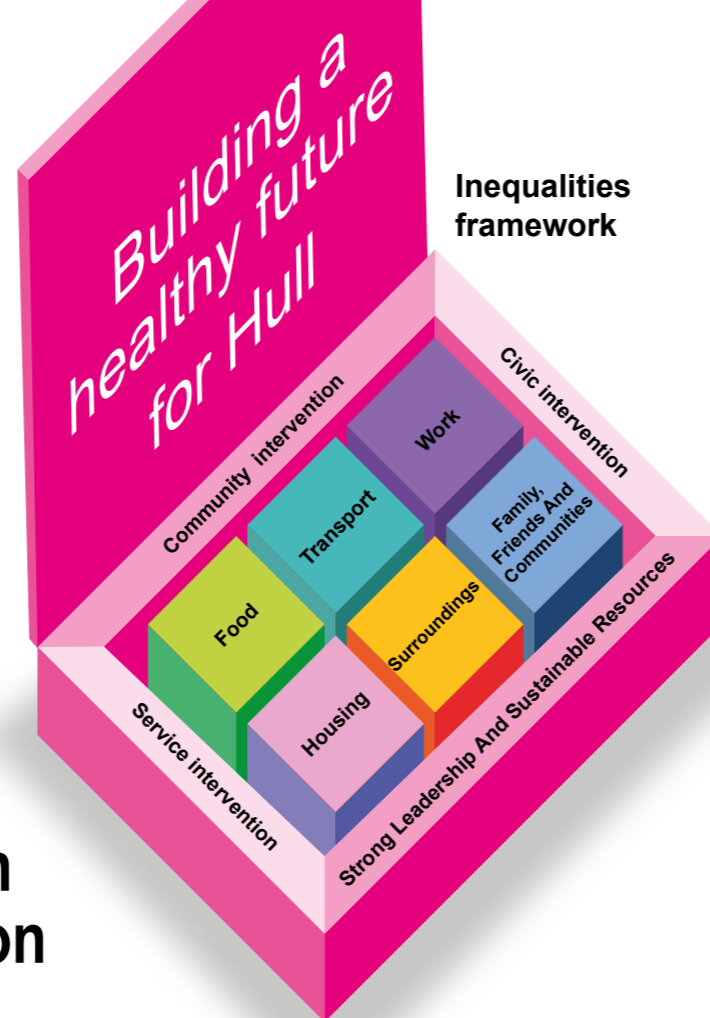 Building a
healthy future
for Hull
Inequalities
framework
Community intervention
Civic intervention
Work
Transport
Family,
Friends And
Communities
Food
Surroundings
Housing
Service intervention
Strong Leadership And Sustainable Resources
on